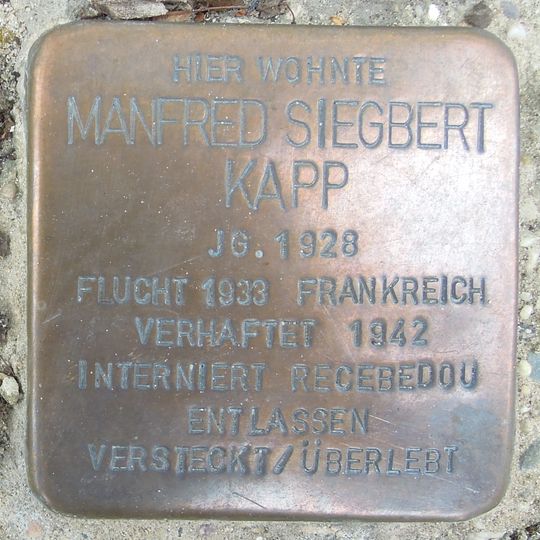 HIER WOHNTE
MANFRED SIEGBERT
KAPP
JG. 1928
FLUCHT 1933 FRANKREICH
VERHAFTET 1942
INTERNIERT RECEBEDOU
ENTLASSEN
VERSTECKT/ÜBERLEBT